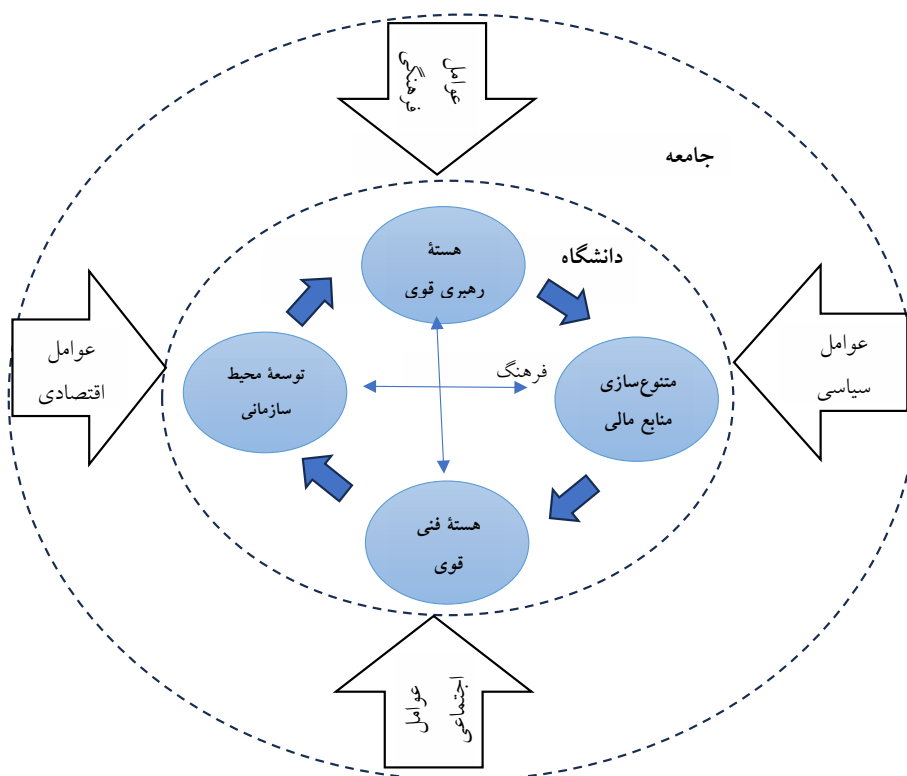 عوامل
فرهنگی
جامعه
هستهٔ
رهبری قوی
دانشگاه
عوامل
اقتصادی
توسعهٔ محیط
سازمانی
فرهنگ
متنوع‌سازی
منابع مالی
عوامل
سیاسی
هستهٔ فنی
قوی
عوامل
اجتماعی